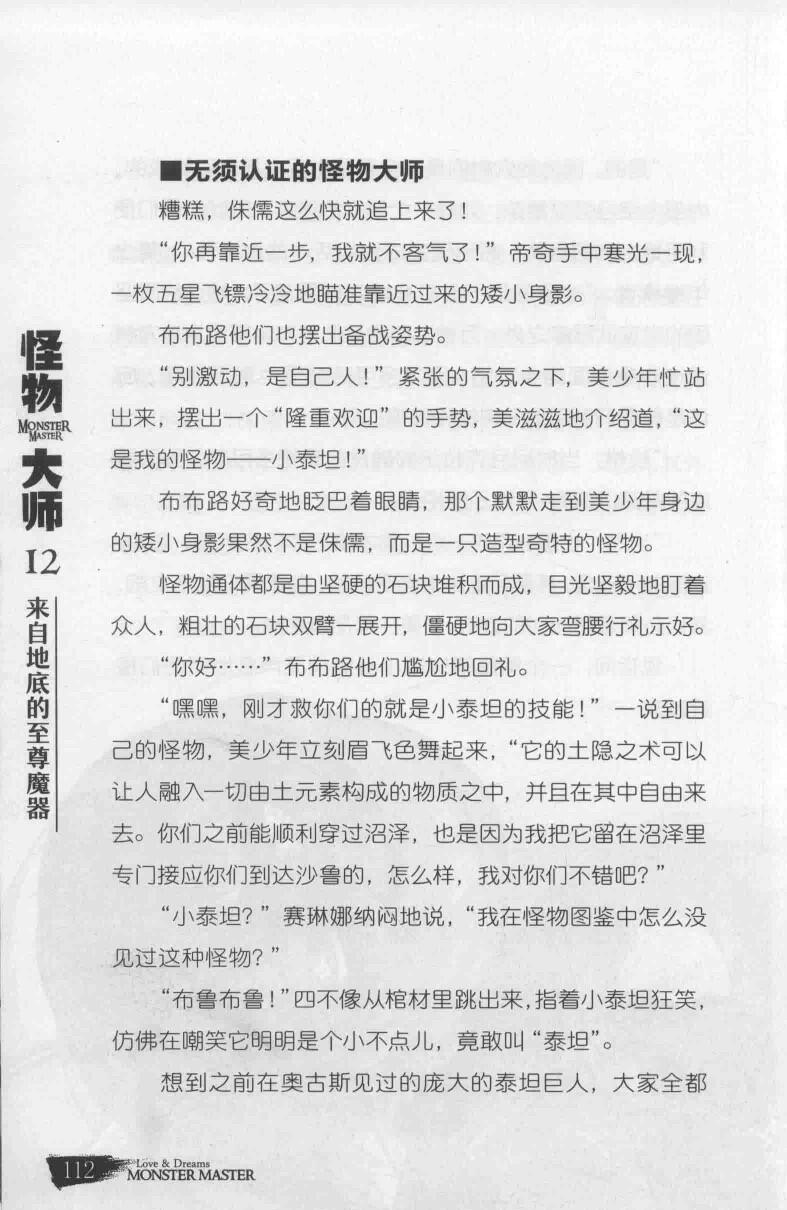 ■无须认证的怪物大师
糟糕，侏儒这么快就追上来了！
“你再靠近一步，我就不客气了！”帝奇手中寒光一现，
一枚五星飞镖冷冷地瞄准靠近过来的矮小身影。
布布路他们也摆出备战姿势。
“别激动，是自己人！”紧张的气氛之下，美少年忙站
出来，摆出一个“隆重欢迎”的手势，美滋滋地介绍道，“这
是我的怪物——小泰坦！”
布布路好奇地眨巴着眼睛，那个默默走到美少年身边
的矮小身影果然不是侏儒，而是一只造型奇特的怪物。
怪物通体都是由坚硬的石块堆积而成，目光坚毅地盯着
众人，粗壮的石块双臂一展开，僵硬地向大家弯腰行礼示好。
“你好……”布布路他们尴尬地回礼。
“嘿嘿，刚才救你们的就是小泰坦的技能！”一说到自
己的怪物，美少年立刻眉飞色舞起来，“它的土隐之术可以
让人融入一切由土元素构成的物质之中，并且在其中自由来
去。你们之前能顺利穿过沼泽，也是因为我把它留在沼泽里
专门接应你们到达沙鲁的，怎么样，我对你们不错吧？”
“小泰坦？”赛琳娜纳闷地说，“我在怪物图鉴中怎么没
见过这种怪物？”
“布鲁布鲁！”四不像从棺材里跳出来，指着小泰坦狂笑，
仿佛在嘲笑它明明是个小不点儿，竟敢叫“泰坦”。
想到之前在奥古斯见过的庞大的泰坦巨人，大家全都
怪物
MONSTER
MASTER
大师
12
来自地底的至尊魔器
112
Love & Dreams
MONSTER MASTER